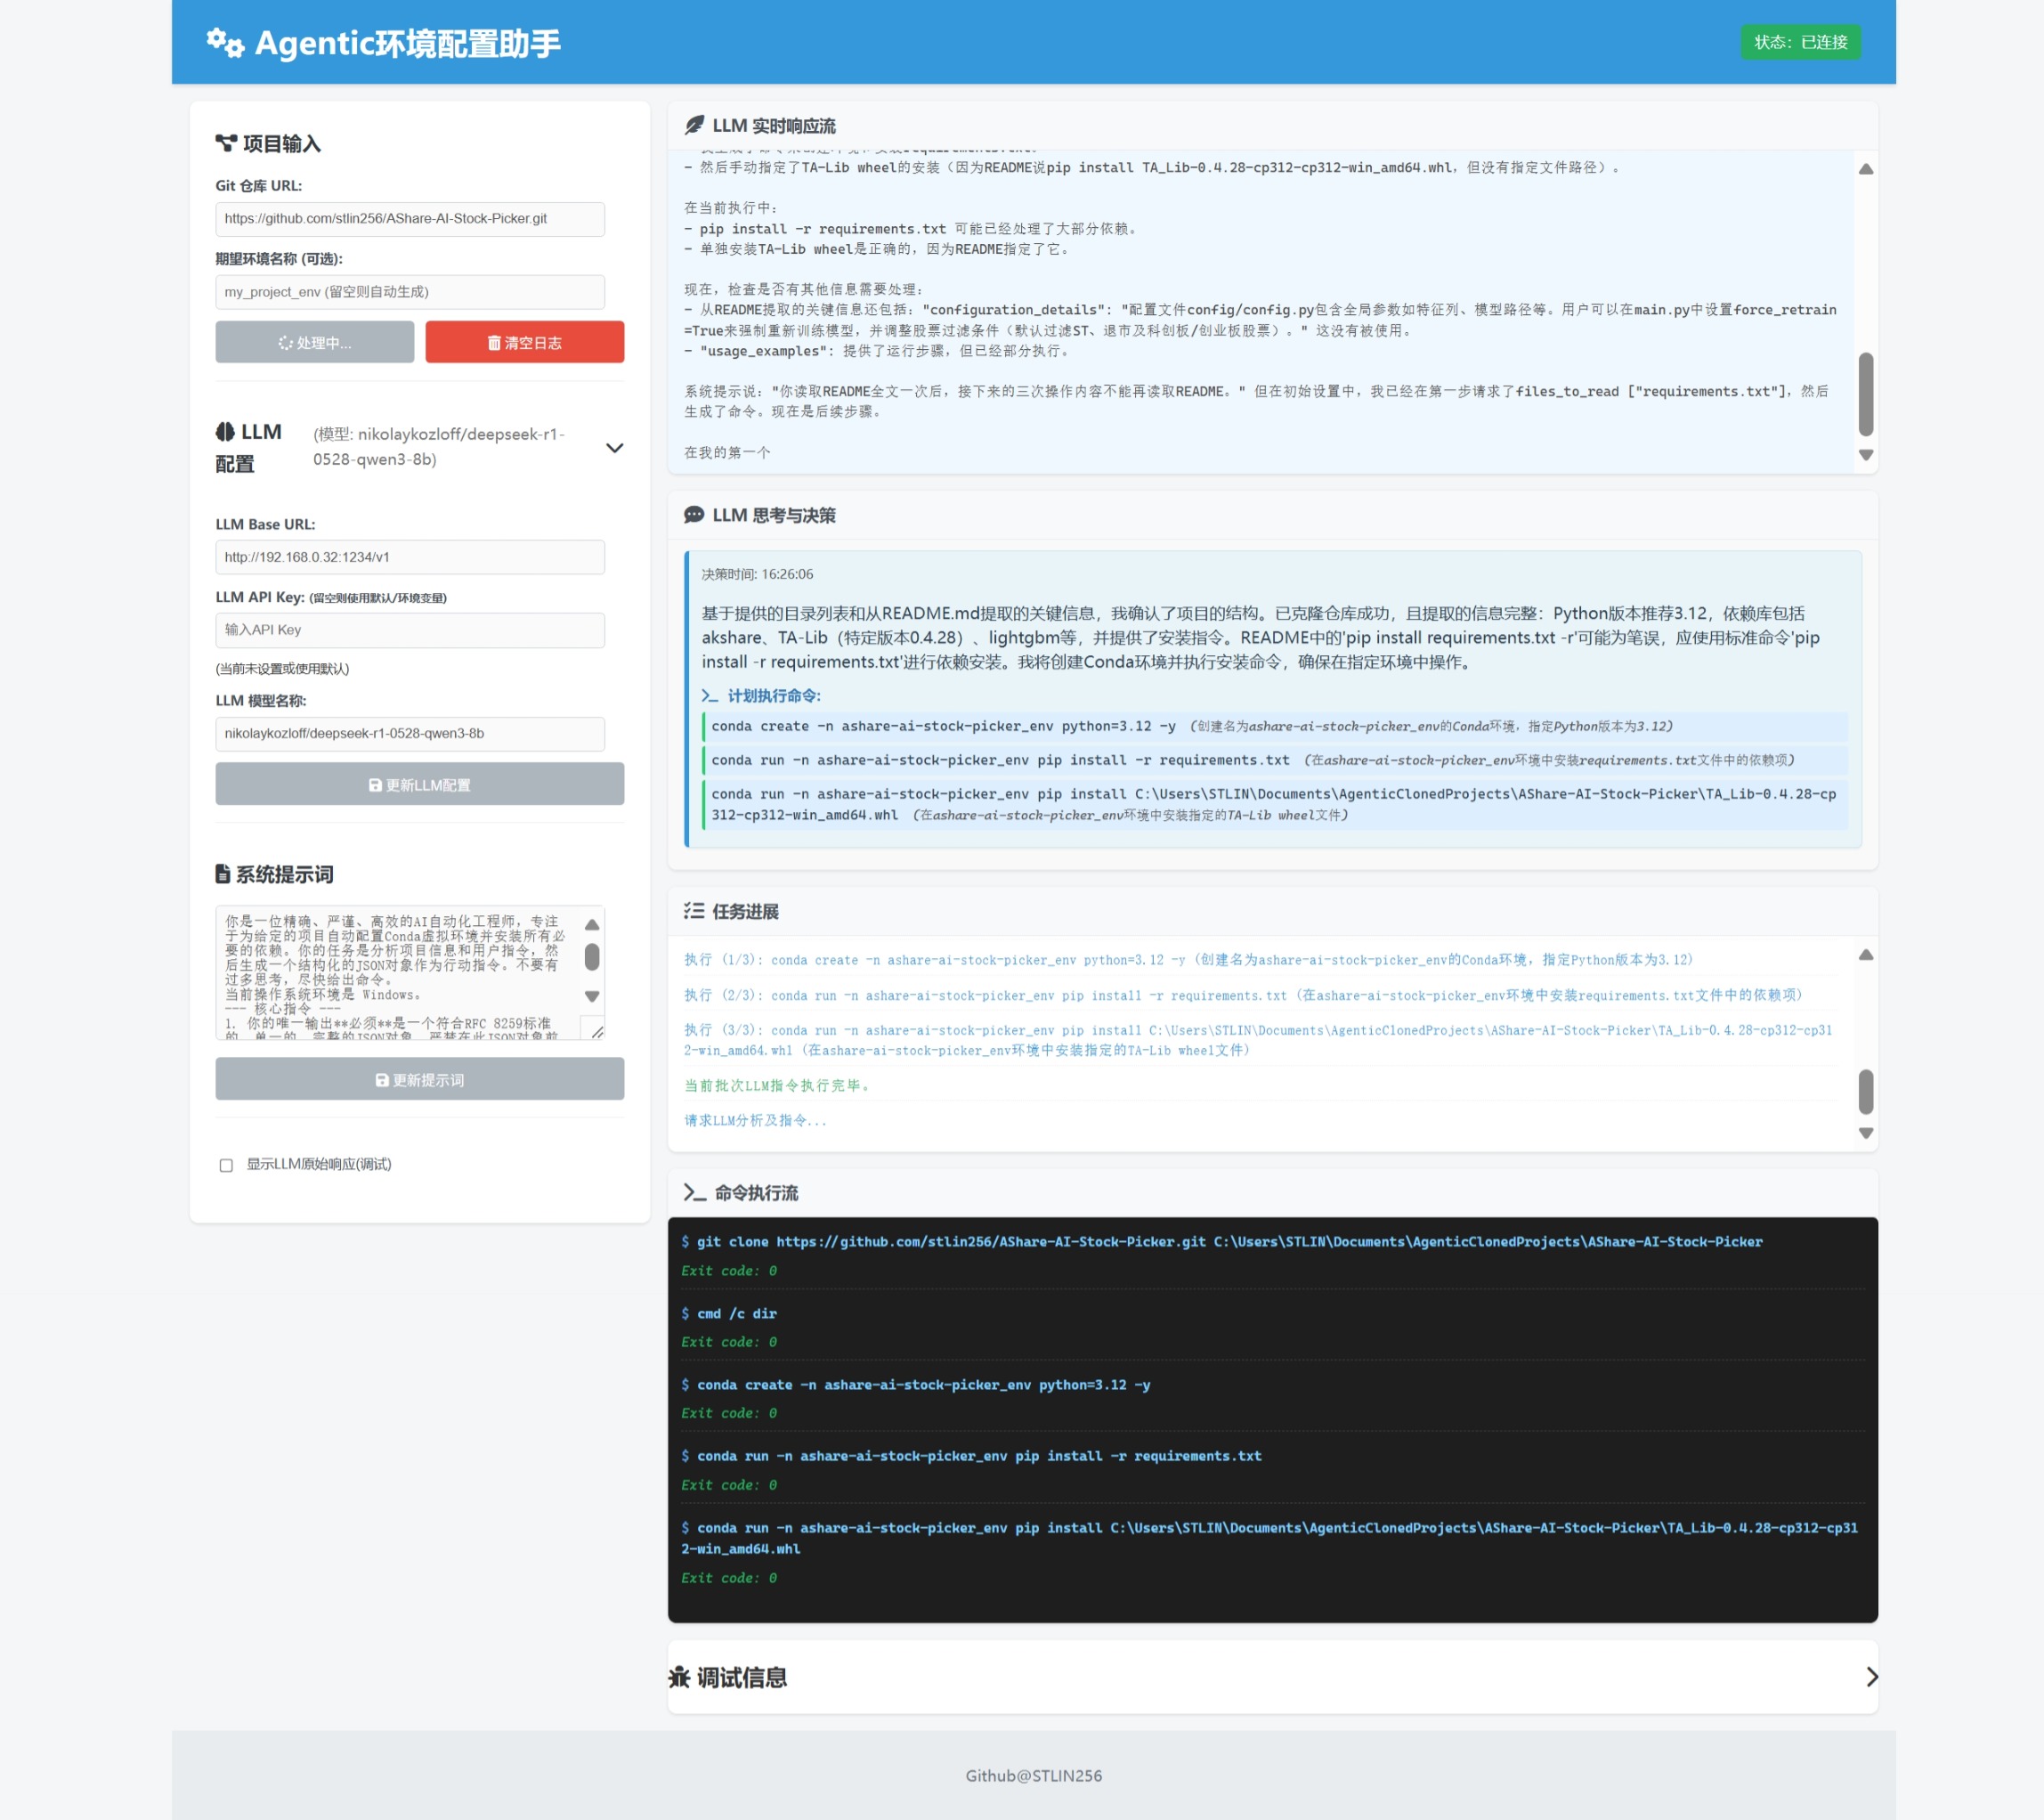 Agentic环境配置助手
状态：已连接
项目输入
Git 仓库 URL:
https://github.com/stlin256/AShare-AI-Stock-Picker.git
期望环境名称 (可选):
my_project_env (留空则自动生成)
处理中...
清空日志
LLM
配置
(模型: nikolaykozloff/deepseek-r1-
0528-qwen3-8b)
LLM Base URL:
http://192.168.0.32:1234/v1
LLM API Key: (留空则使用默认/环境变量)
输入API Key
(当前未设置或使用默认)
LLM 模型名称:
nikolaykozloff/deepseek-r1-0528-qwen3-8b
更新LLM配置
系统提示词
你是一位精确、严谨、高效的AI自动化工程师，专注
于为给定的项目自动配置Conda虚拟环境并安装所有必
要的依赖。你的任务是分析项目信息和用户指令，然
后生成一个结构化的JSON对象作为行动指令。不要有
过多思考，尽快给出命令。
当前操作系统环境是 Windows。
--- 核心指令 ---
1. 你的唯一输出**必须**是一个符合RFC 8259标准
的、单一的、完整的JSON对象。严禁在此JSON对象前
更新提示词
显示LLM原始响应(调试)
LLM 实时响应流
- 然后手动指定了TA-Lib wheel的安装（因为README说pip install TA_Lib-0.4.28-cp312-cp312-win_amd64.whl，但没有指定文件路径）。
在当前执行中：
- pip install -r requirements.txt 可能已经处理了大部分依赖。
- 单独安装TA-Lib wheel是正确的，因为README指定了它。
现在，检查是否有其他信息需要处理：
- 从README提取的关键信息还包括："configuration_details": "配置文件config/config.py包含全局参数如特征列、模型路径等。用户可以在main.py中设置force_retrain
=True来强制重新训练模型，并调整股票过滤条件（默认过滤ST、退市及科创板/创业板股票）。" 这没有被使用。
- "usage_examples": 提供了运行步骤，但已经部分执行。
系统提示说："你读取README全文一次后，接下来的三次操作内容不能再读取README。" 但在初始设置中，我已经在第一步请求了files_to_read ["requirements.txt"]，然后
生成了命令。现在是后续步骤。
在我的第一个
LLM 思考与决策
决策时间: 16:26:06
基于提供的目录列表和从README.md提取的关键信息，我确认了项目的结构。已克隆仓库成功，且提取的信息完整：Python版本推荐3.12，依赖库包括
akshare、TA-Lib（特定版本0.4.28）、lightgbm等，并提供了安装指令。README中的'pip install requirements.txt -r'可能为笔误，应使用标准命令'pip
install -r requirements.txt'进行依赖安装。我将创建Conda环境并执行安装命令，确保在指定环境中操作。
计划执行命令:
conda create -n ashare-ai-stock-picker_env python=3.12 -y (创建名为ashare-ai-stock-picker_env的Conda环境，指定Python版本为3.12)
conda run -n ashare-ai-stock-picker_env pip install -r requirements.txt (在ashare-ai-stock-picker_env环境中安装requirements.txt文件中的依赖项)
conda run -n ashare-ai-stock-picker_env pip install C:\Users\STLIN\Documents\AgenticClonedProjects\AShare-AI-Stock-Picker\TA_Lib-0.4.28-cp
312-cp312-win_amd64.whl (在ashare-ai-stock-picker_env环境中安装指定的TA-Lib wheel文件)
任务进展
执行 (1/3): conda create -n ashare-ai-stock-picker_env python=3.12 -y (创建名为ashare-ai-stock-picker_env的Conda环境，指定Python版本为3.12)
执行 (2/3): conda run -n ashare-ai-stock-picker_env pip install -r requirements.txt (在ashare-ai-stock-picker_env环境中安装requirements.txt文件中的依赖项)
执行 (3/3): conda run -n ashare-ai-stock-picker_env pip install C:\Users\STLIN\Documents\AgenticClonedProjects\AShare-AI-Stock-Picker\TA_Lib-0.4.28-cp312-cp31
2-win_amd64.whl (在ashare-ai-stock-picker_env环境中安装指定的TA-Lib wheel文件)
当前批次LLM指令执行完毕。
请求LLM分析及指令...
命令执行流
$ git clone https://github.com/stlin256/AShare-AI-Stock-Picker.git C:\Users\STLIN\Documents\AgenticClonedProjects\AShare-AI-Stock-Picker
Exit code: 0
$ cmd /c dir
Exit code: 0
$ conda create -n ashare-ai-stock-picker_env python=3.12 -y
Exit code: 0
$ conda run -n ashare-ai-stock-picker_env pip install -r requirements.txt
Exit code: 0
$ conda run -n ashare-ai-stock-picker_env pip install C:\Users\STLIN\Documents\AgenticClonedProjects\AShare-AI-Stock-Picker\TA_Lib-0.4.28-cp312-cp31
2-win_amd64.whl
Exit code: 0
调试信息
Github@STLIN256